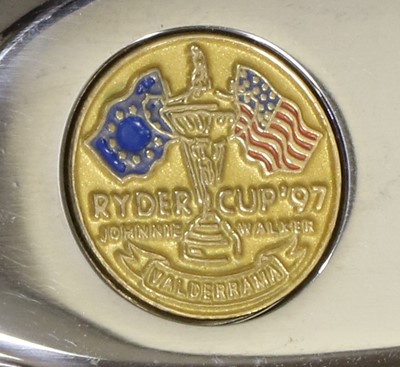 RYDER CUP '97
JOHNNIE WALKER
VALDERRAMA